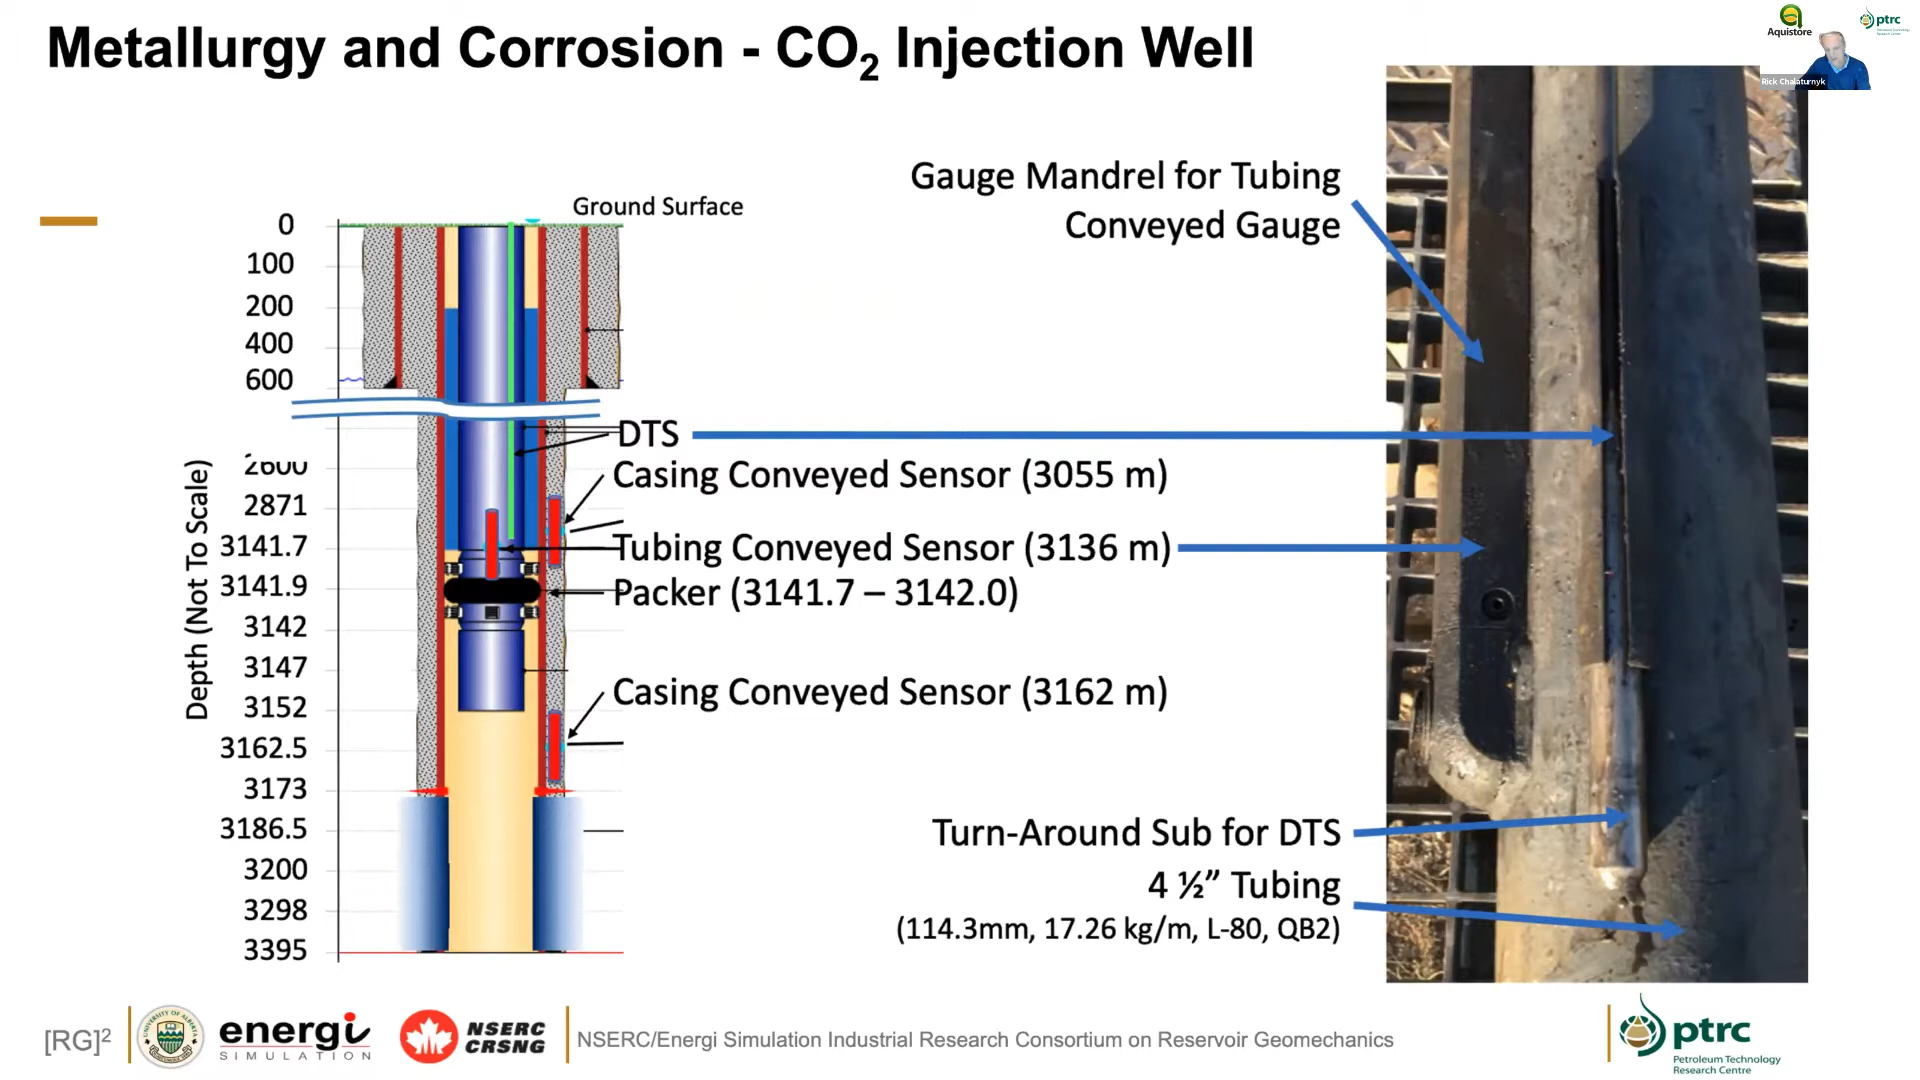 Metallurgy and Corrosion - CO2 Injection Well
Aquistore
ptrc
Rick Chalaturnyk
Gauge Mandrel for Tubing
Conveyed Gauge
Ground Surface
0
100
200
400
600
DTS
2600
Casing Conveyed Sensor (3055 m)
2871
3141.7
Tubing Conveyed Sensor (3136 m)
3141.9
Packer (3141.7 – 3142.0)
3142
3147
3152
Casing Conveyed Sensor (3162 m)
3162.5
3173
3186.5
3200
3298
3395
Depth (Not To Scale)
Turn-Around Sub for DTS
4 ½” Tubing
(114.3mm, 17.26 kg/m, L-80, QB2)
[RG]2
UNIVERSITY OF ALBERTA
energi
SIMULATION
NSERC
CRSNG
NSERC/Energi Simulation Industrial Research Consortium on Reservoir Geomechanics
ptrc
Petroleum Technology
Research Centre